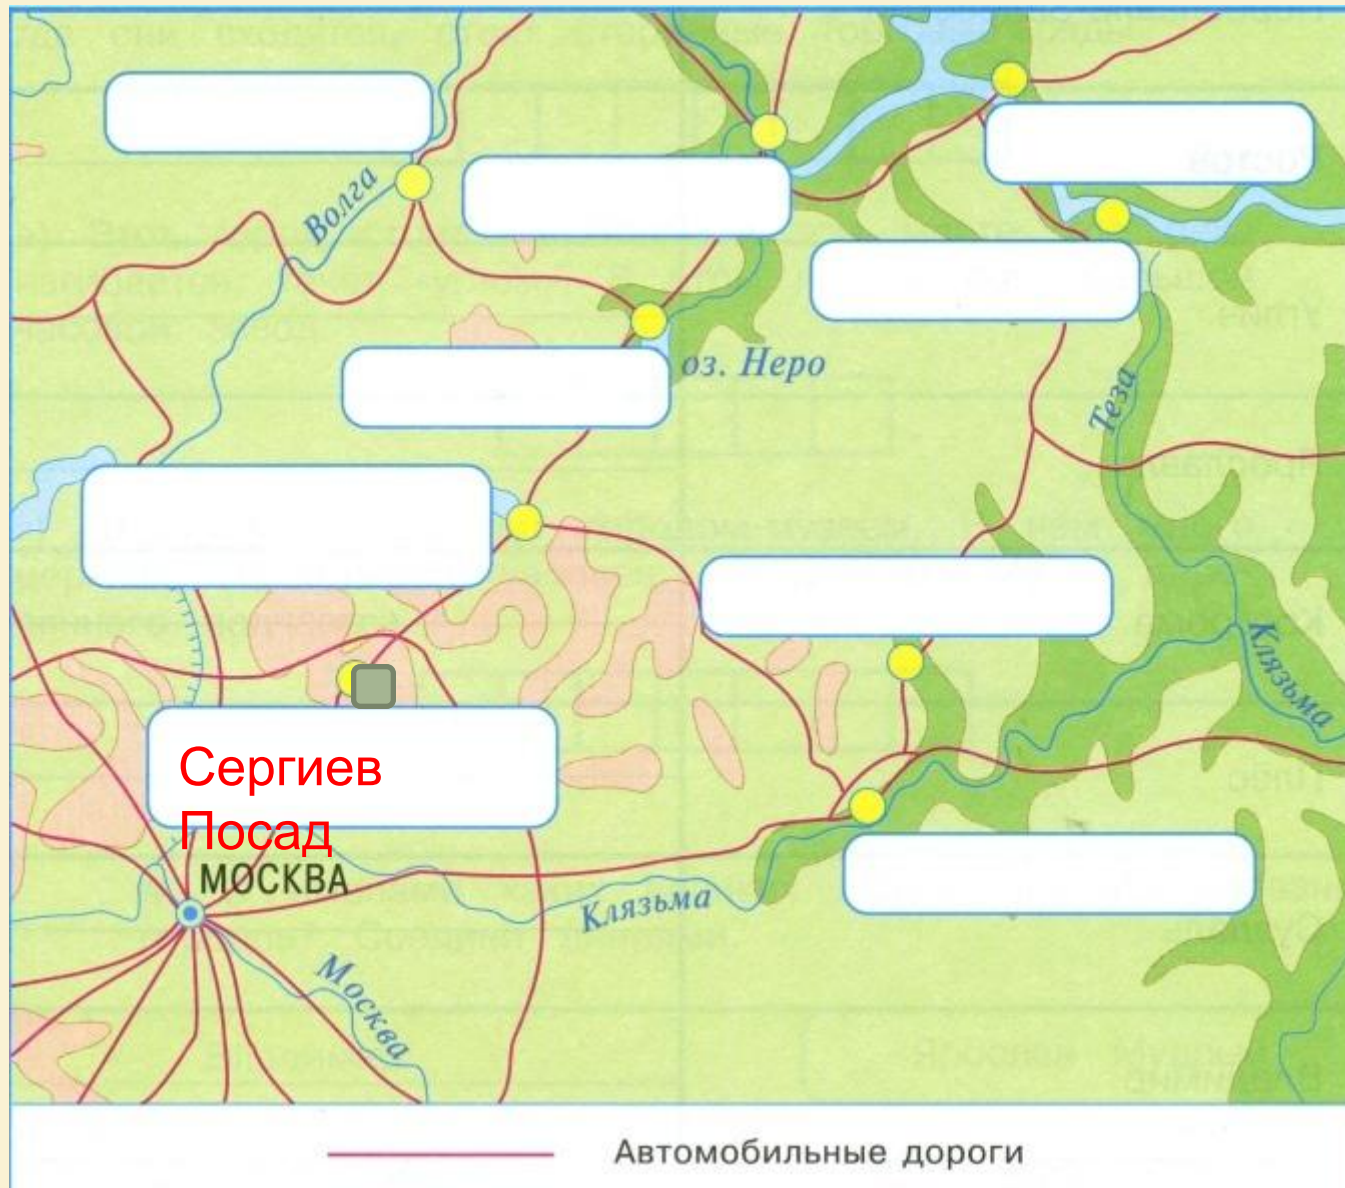 Волга
оз. Неро
Теза
Клязьма
Сергиев
Посад
МОСКВА
Клязьма
Москва
Автомобильные дороги